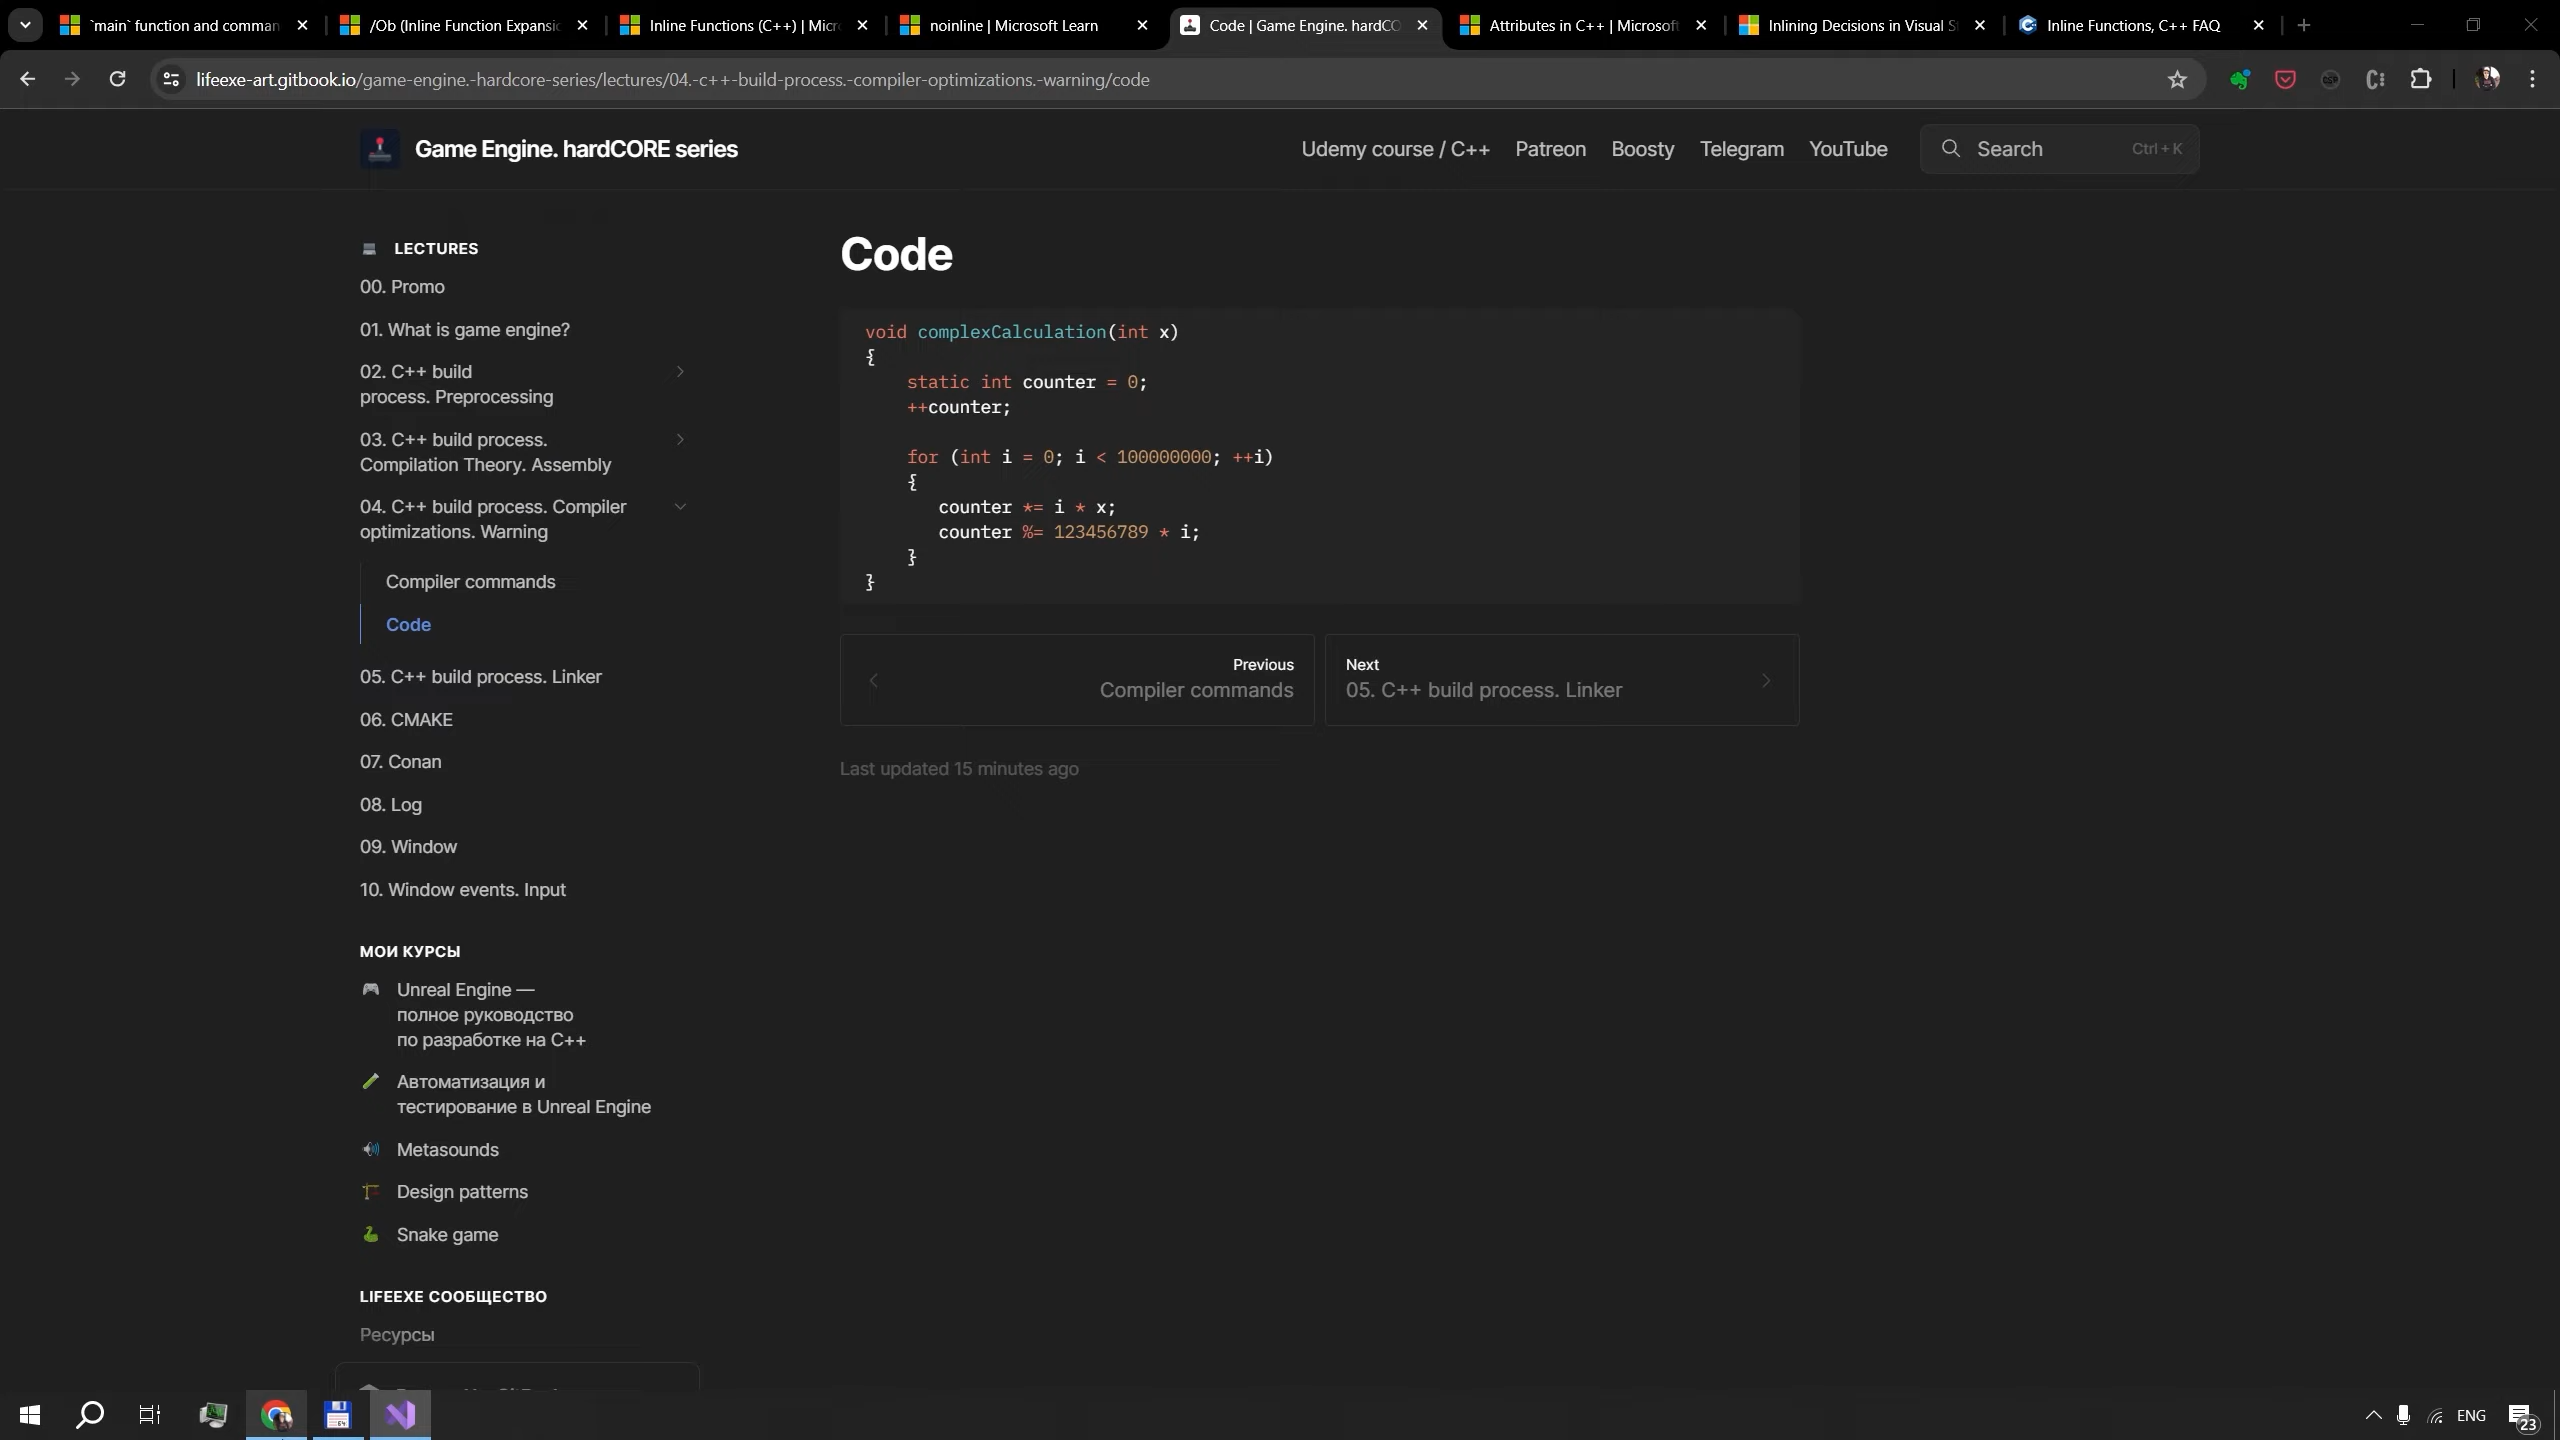 `main` function and comman
/Ob (Inline Function Expansio
Inline Functions (C++) | Micr
noinline | Microsoft Learn
Code | Game Engine. hardCO
Attributes in C++ | Microsoft
Inlining Decisions in Visual S
Inline Functions, C++ FAQ
lifeexe-art.gitbook.io/game-engine.-hardcore-series/lectures/04.-c++-build-process.-compiler-optimizations.-warning/code
Game Engine. hardCORE series
Udemy course / C++
Patreon
Boosty
Telegram
YouTube
Search
Ctrl + K
LECTURES
00. Promo
01. What is game engine?
02. C++ build
process. Preprocessing
03. C++ build process.
Compilation Theory. Assembly
04. C++ build process. Compiler
optimizations. Warning
Compiler commands
Code
05. C++ build process. Linker
06. CMAKE
07. Conan
08. Log
09. Window
10. Window events. Input
МОИ КУРСЫ
Unreal Engine —
полное руководство
по разработке на C++
Автоматизация и
тестирование в Unreal Engine
Metasounds
Design patterns
Snake game
LIFEEXE СООБЩЕСТВО
Ресурсы
Code
void complexCalculation(int x)
{
static int counter = 0;
++counter;
for (int i = 0; i < 100000000; ++i)
{
counter *= i * x;
counter %= 123456789 * i;
}
}
Previous
Compiler commands
Next
05. C++ build process. Linker
Last updated 15 minutes ago
64
ENG
23